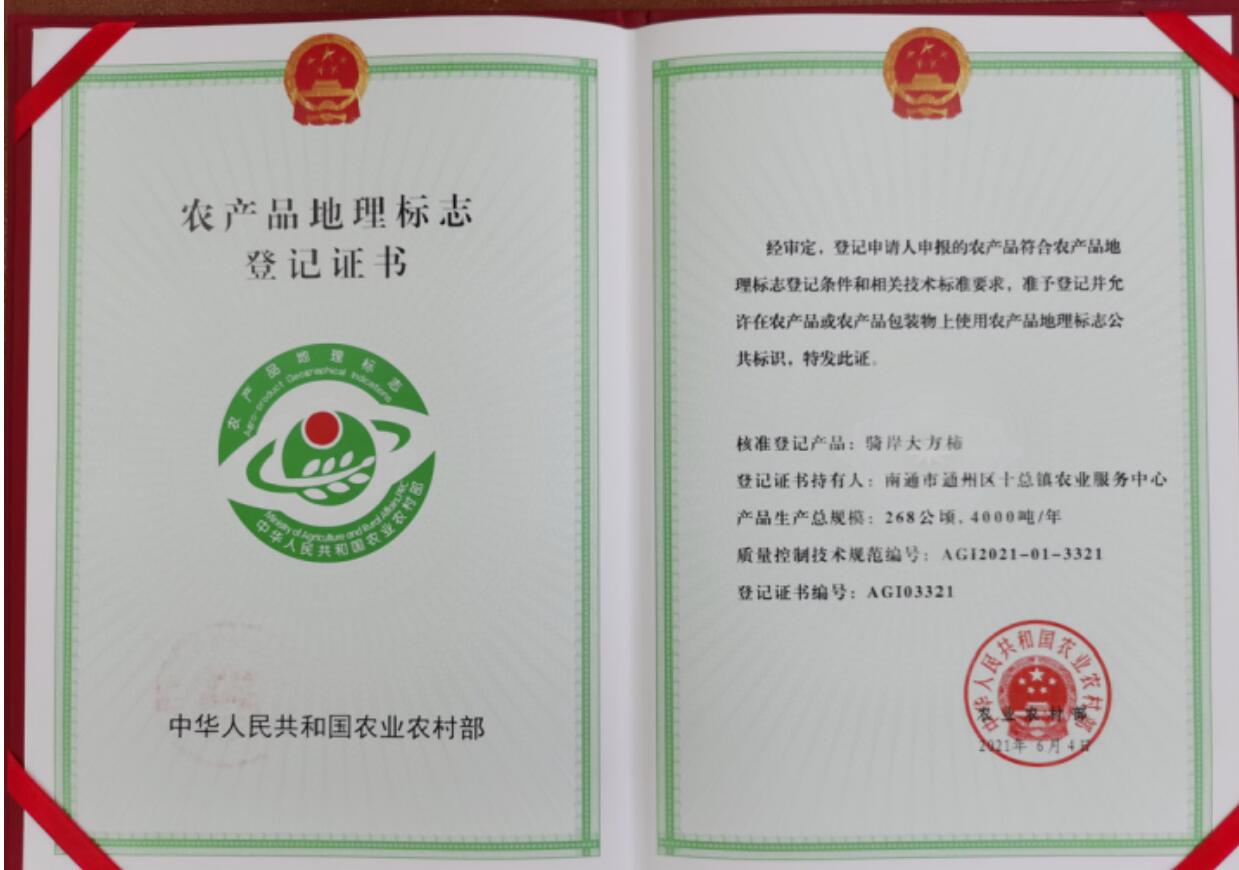 农产品地理标志
登记证书
农产品地理标志
Agro-product Geographical Indications
Ministry of Agriculture and Rural Affairs,PRC
中华人民共和国农业农村部
中华人民共和国农业农村部
经审定，登记申请人申报的农产品符合农产品地
理标志登记条件和相关技术标准要求，准予登记并允
许在农产品或农产品包装物上使用农产品地理标志公
共标识，特发此证。
核准登记产品：骑岸大方柿
登记证书持有人：南通市通州区十总镇农业服务中心
产品生产总规模：268公顷，4000吨/年
质量控制技术规范编号：AGI2021-01-3321
登记证书编号：AGI03321
中华人民共和国农业农村部
农业农村部
2021年 6月 4日